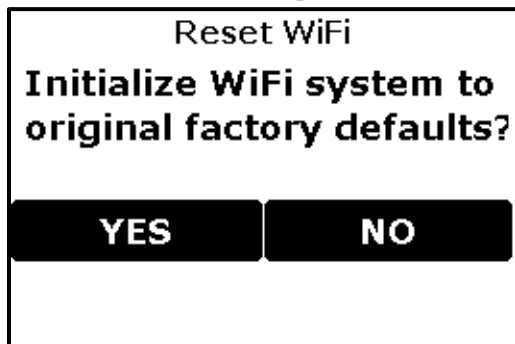 Reset WiFi
Initialize WiFi system to
original factory defaults?
YES NO